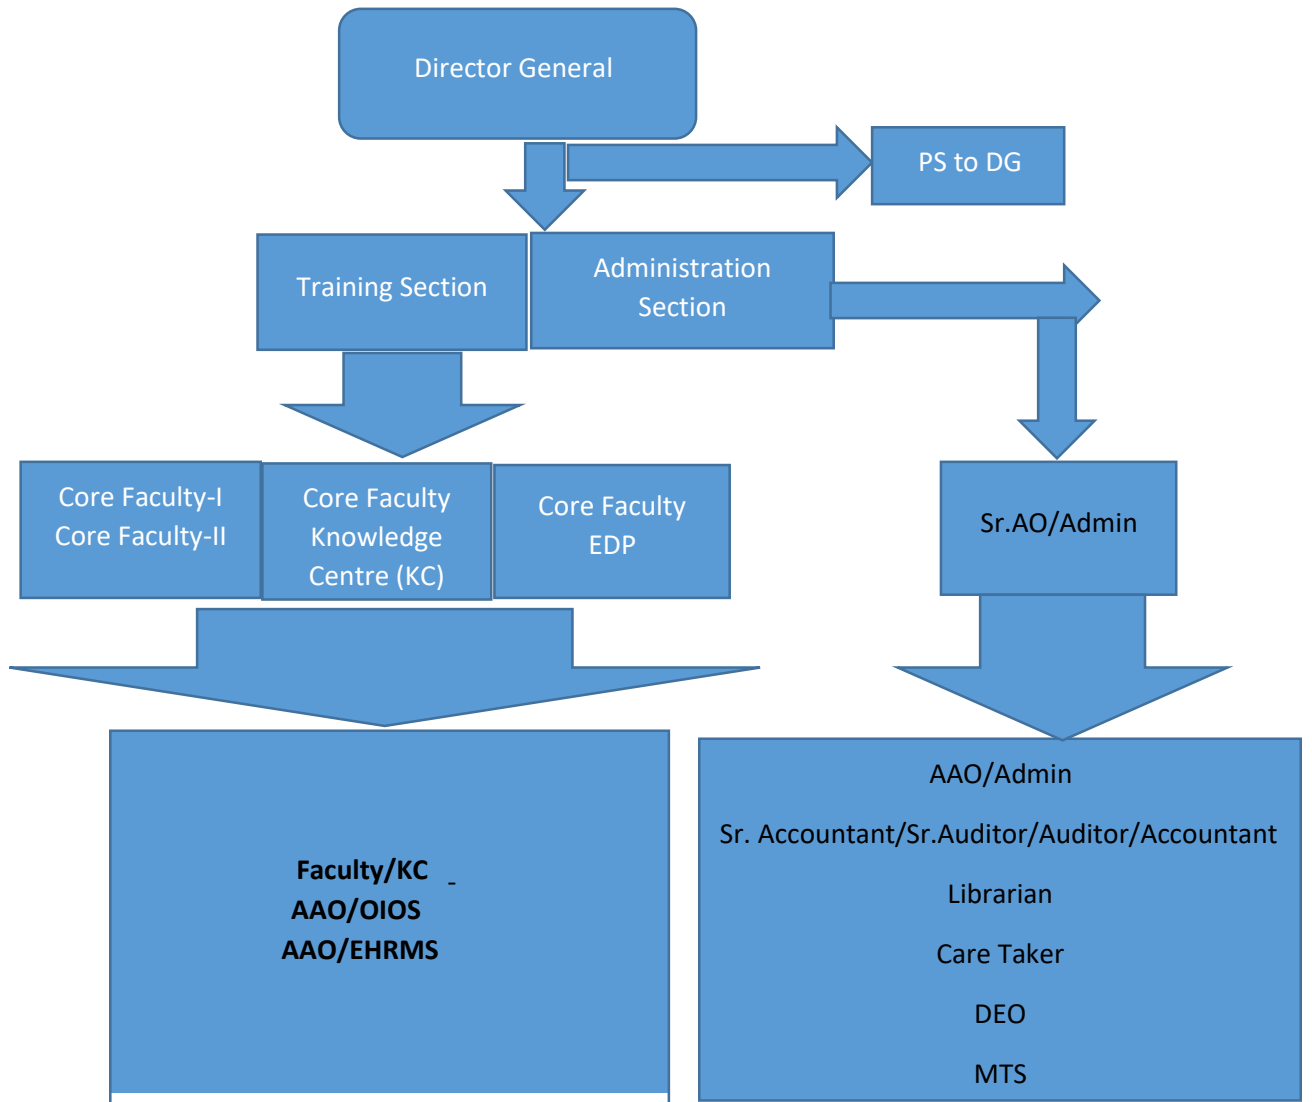 Director General
PS to DG
Training Section
Administration
Section
Core Faculty-I
Core Faculty-II
Core Faculty
Knowledge
Centre (KC)
Core Faculty
EDP
Sr.AO/Admin
Faculty/KC -
AAO/OIOS
AAO/EHRMS
AAO/Admin
Sr. Accountant/Sr.Auditor/Auditor/Accountant
Librarian
Care Taker
DEO
MTS